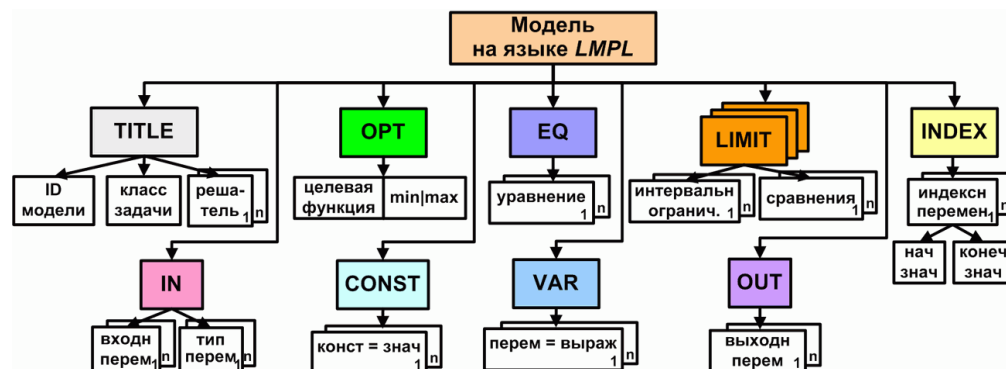 Модель
на языке LMPL
TITLE
OPT
EQ
LIMIT
INDEX
ID
модели
класс
задачи
реша-
тель 1 n
целевая
функция
min|max
уравнение
1 n
интервальн
огранич. 1 n
сравнения
1 n
индексн
перемен 1 n
нач
знач
конеч
знач
IN
CONST
VAR
OUT
входн
перем 1
тип
перем 1 n
конст = знач
1 n
перем = выраж
1 n
выходн
перем 1 n